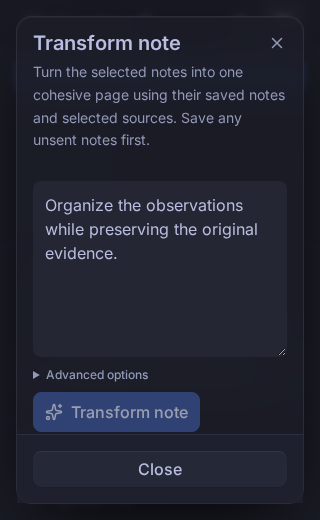 Transform note
Turn the selected notes into one
cohesive page using their saved notes
and selected sources. Save any
unsent notes first.
Organize the observations
while preserving the original
evidence.
Advanced options
Transform note
Close